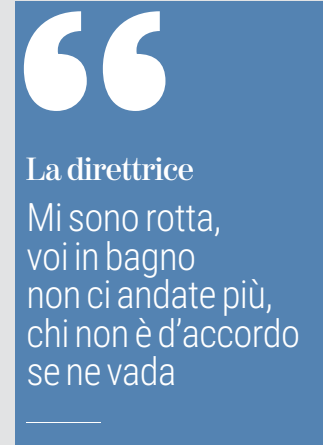 “
La direttrice
Mi sono rotta,
voi in bagno
non ci andate più,
chi non è d’accordo
se ne vada